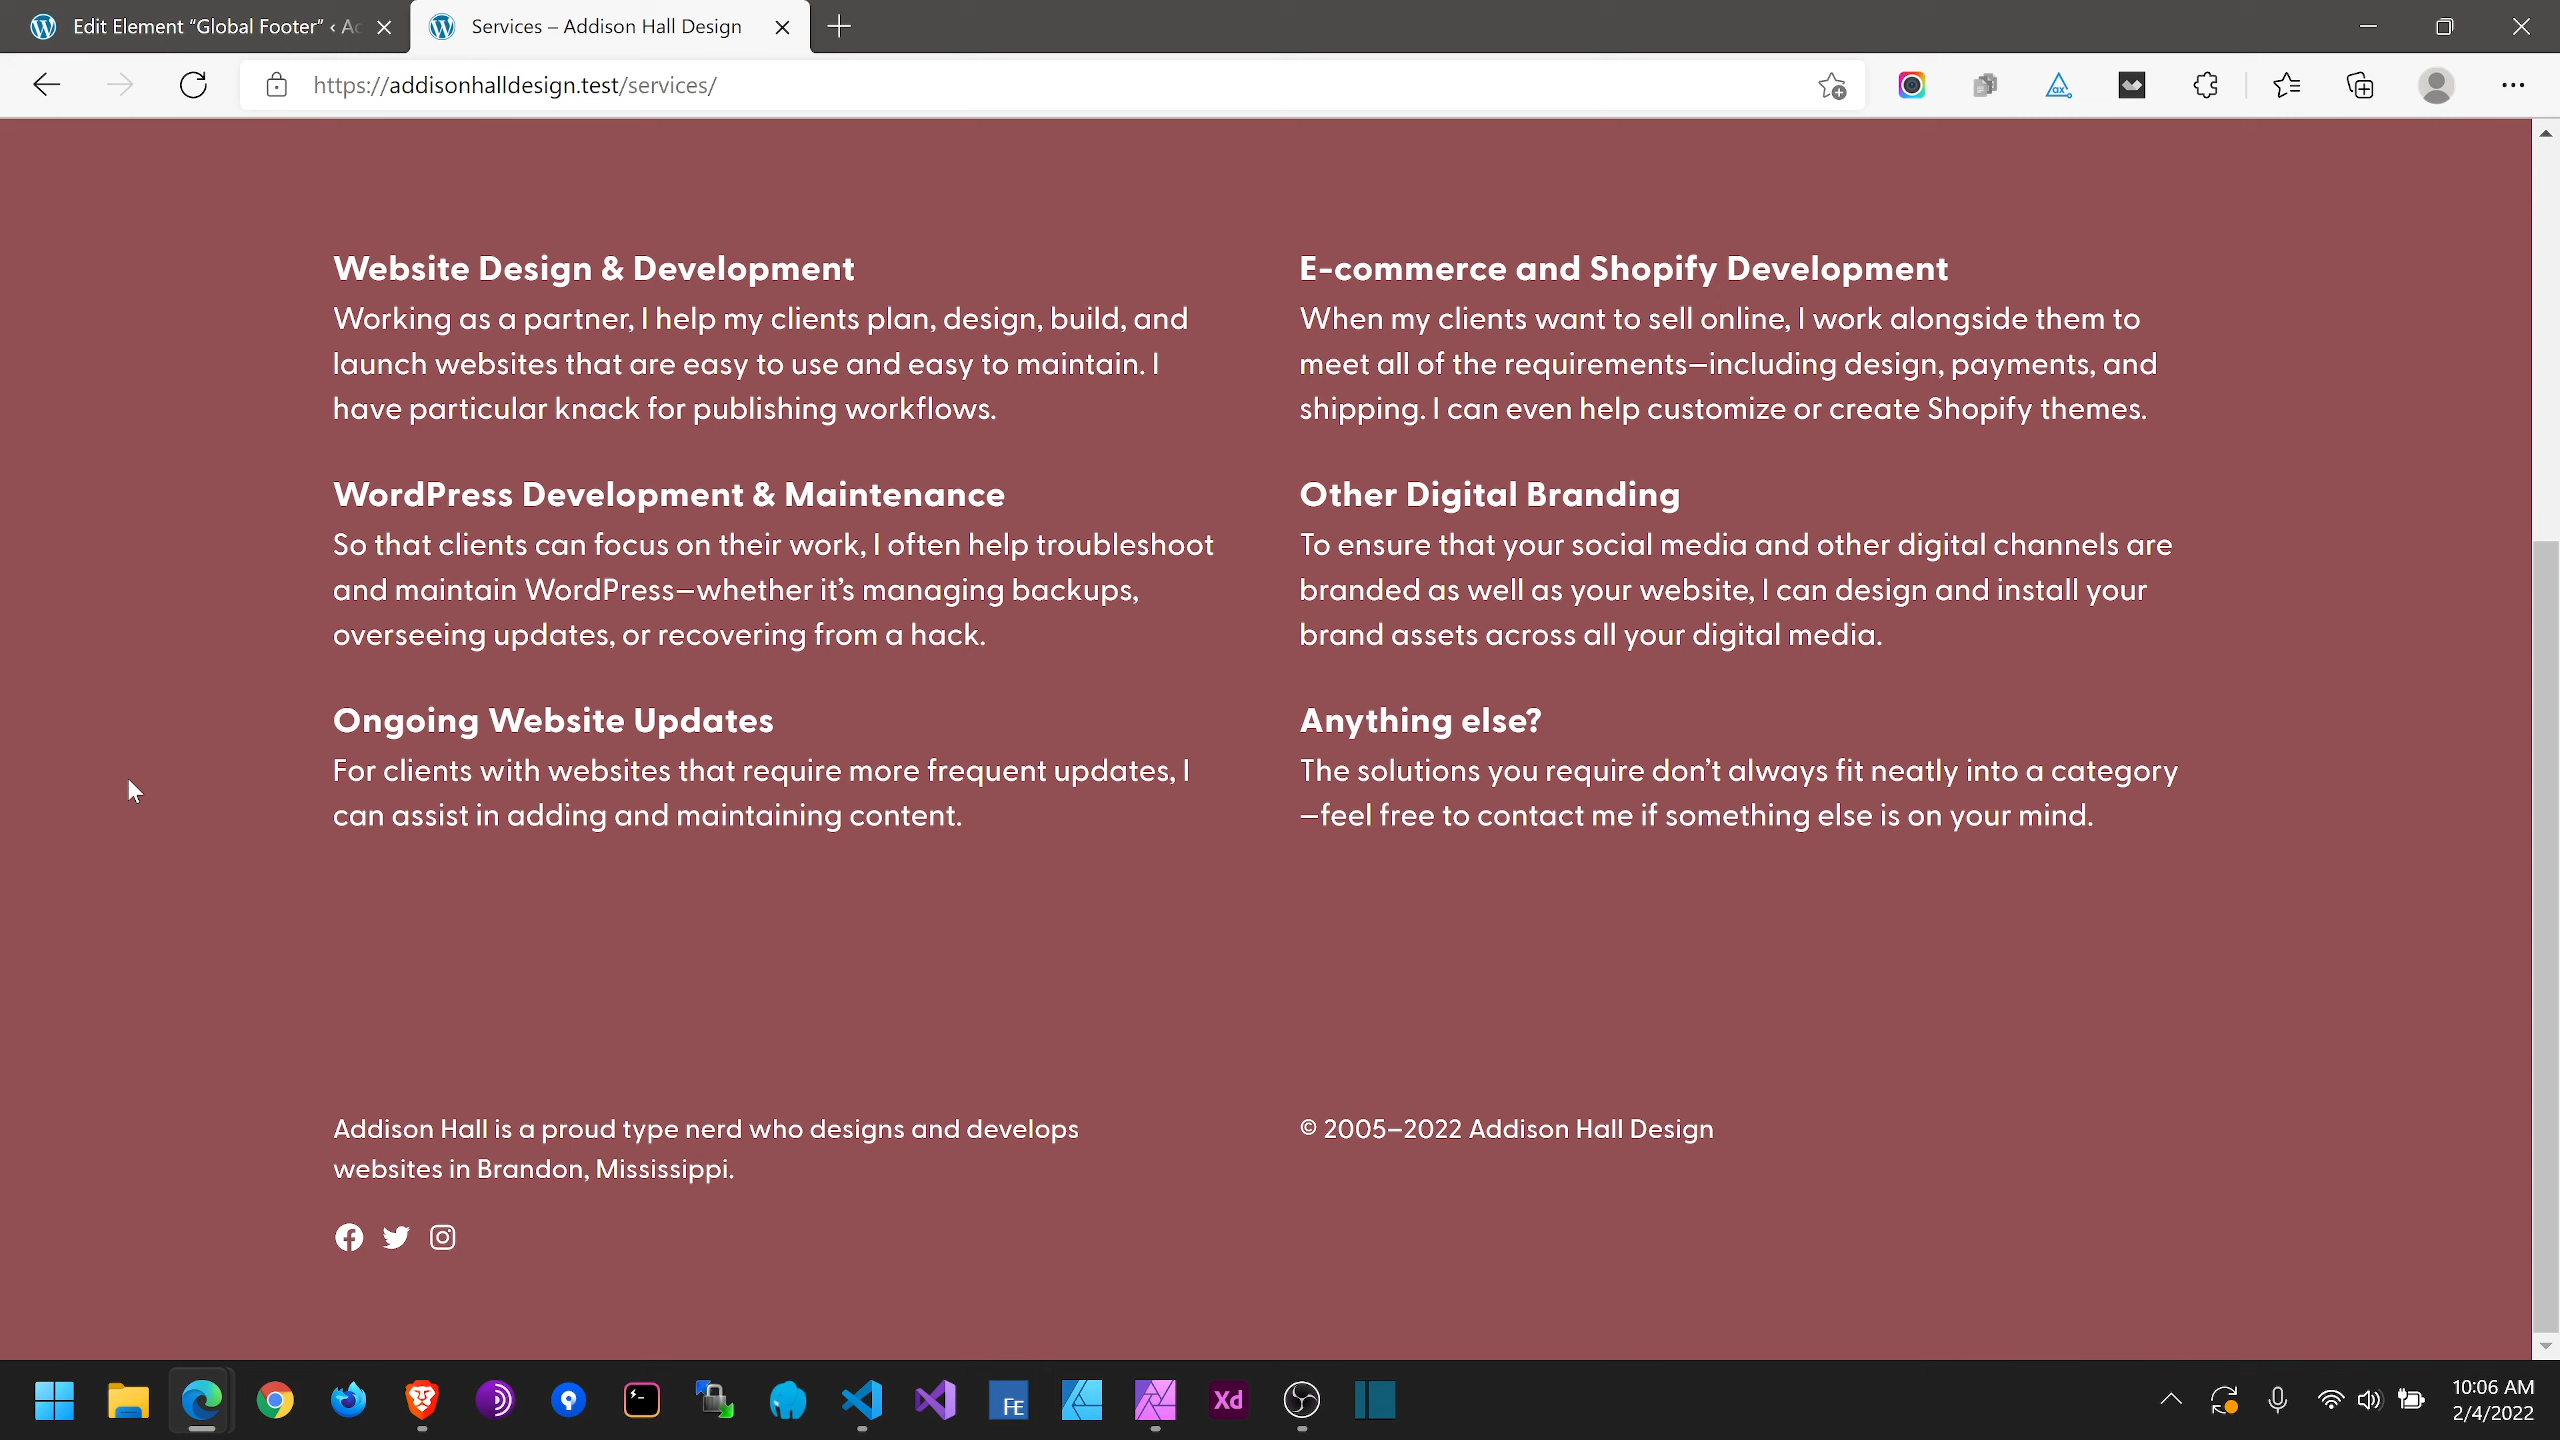 Edit Element “Global Footer” ‹ Ad
Services – Addison Hall Design
https://addisonhalldesign.test/services/
Website Design & Development
Working as a partner, I help my clients plan, design, build, and
launch websites that are easy to use and easy to maintain. I
have particular knack for publishing workflows.
WordPress Development & Maintenance
So that clients can focus on their work, I often help troubleshoot
and maintain WordPress—whether it’s managing backups,
overseeing updates, or recovering from a hack.
Ongoing Website Updates
For clients with websites that require more frequent updates, I
can assist in adding and maintaining content.
E-commerce and Shopify Development
When my clients want to sell online, I work alongside them to
meet all of the requirements—including design, payments, and
shipping. I can even help customize or create Shopify themes.
Other Digital Branding
To ensure that your social media and other digital channels are
branded as well as your website, I can design and install your
brand assets across all your digital media.
Anything else?
The solutions you require don’t always fit neatly into a category
—feel free to contact me if something else is on your mind.
Addison Hall is a proud type nerd who designs and develops
websites in Brandon, Mississippi.
© 2005–2022 Addison Hall Design
FE
Xd
10:06 AM
2/4/2022